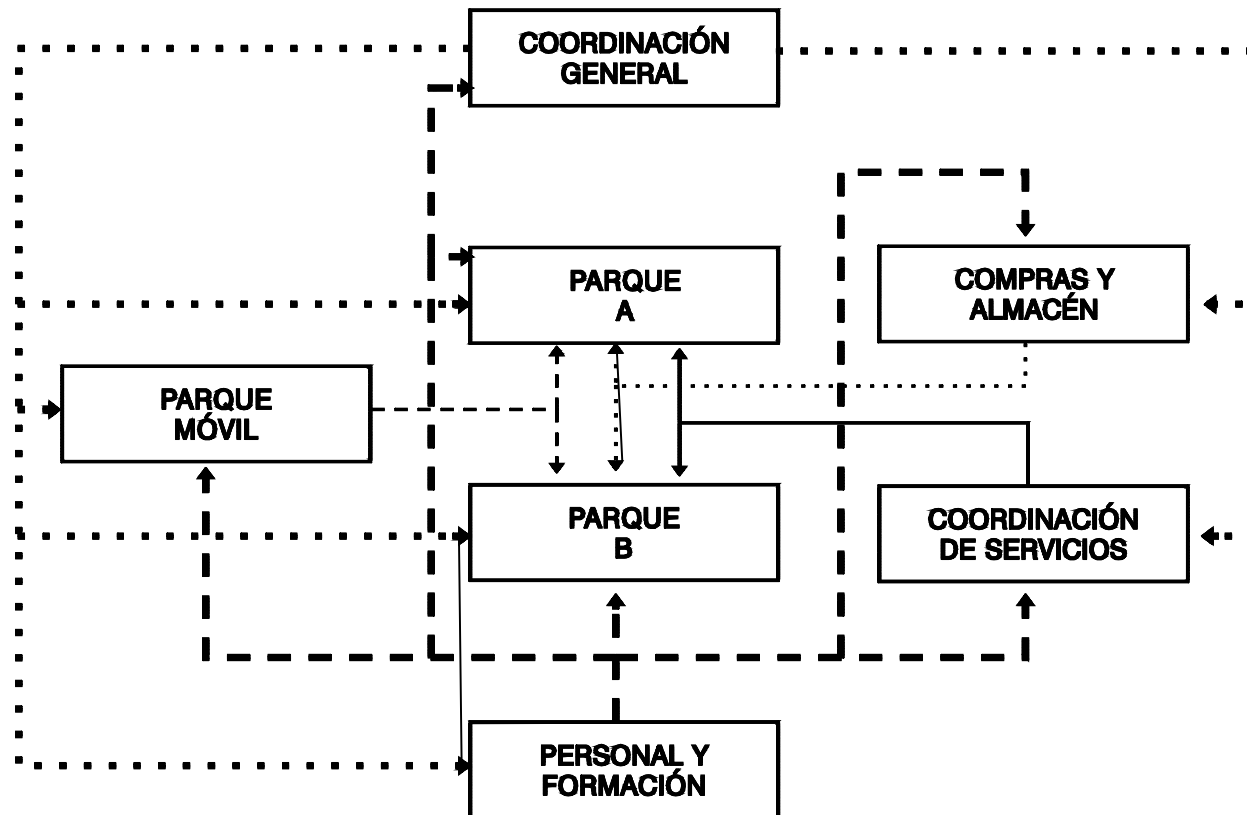 COORDINACIÓN
GENERAL
PARQUE
A
COMPRAS Y
ALMACÉN
PARQUE
MÓVIL
PARQUE
B
COORDINACIÓN
DE SERVICIOS
PERSONAL Y
FORMACIÓN